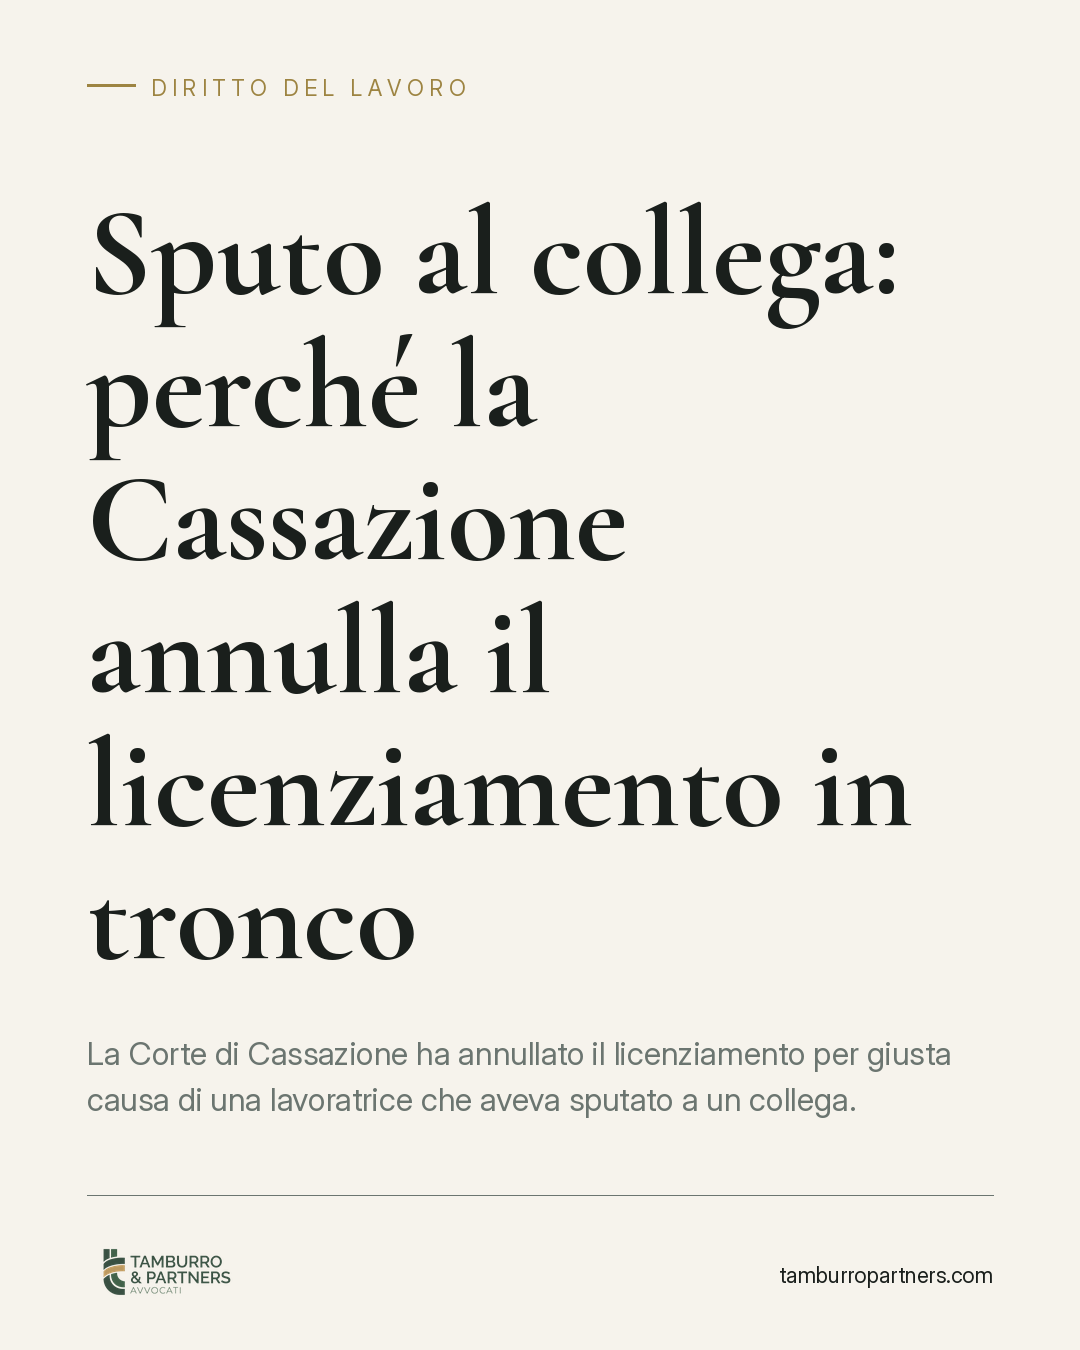 DIRITTO DEL LAVORO
Sputo al collega:
perché la
Cassazione
annulla il
licenziamento in
tronco
La Corte di Cassazione ha annullato il licenziamento per giusta
causa di una lavoratrice che aveva sputato a un collega.
TAMBURRO
& PARTNERS
AVVOCATI
tamburropartners.com